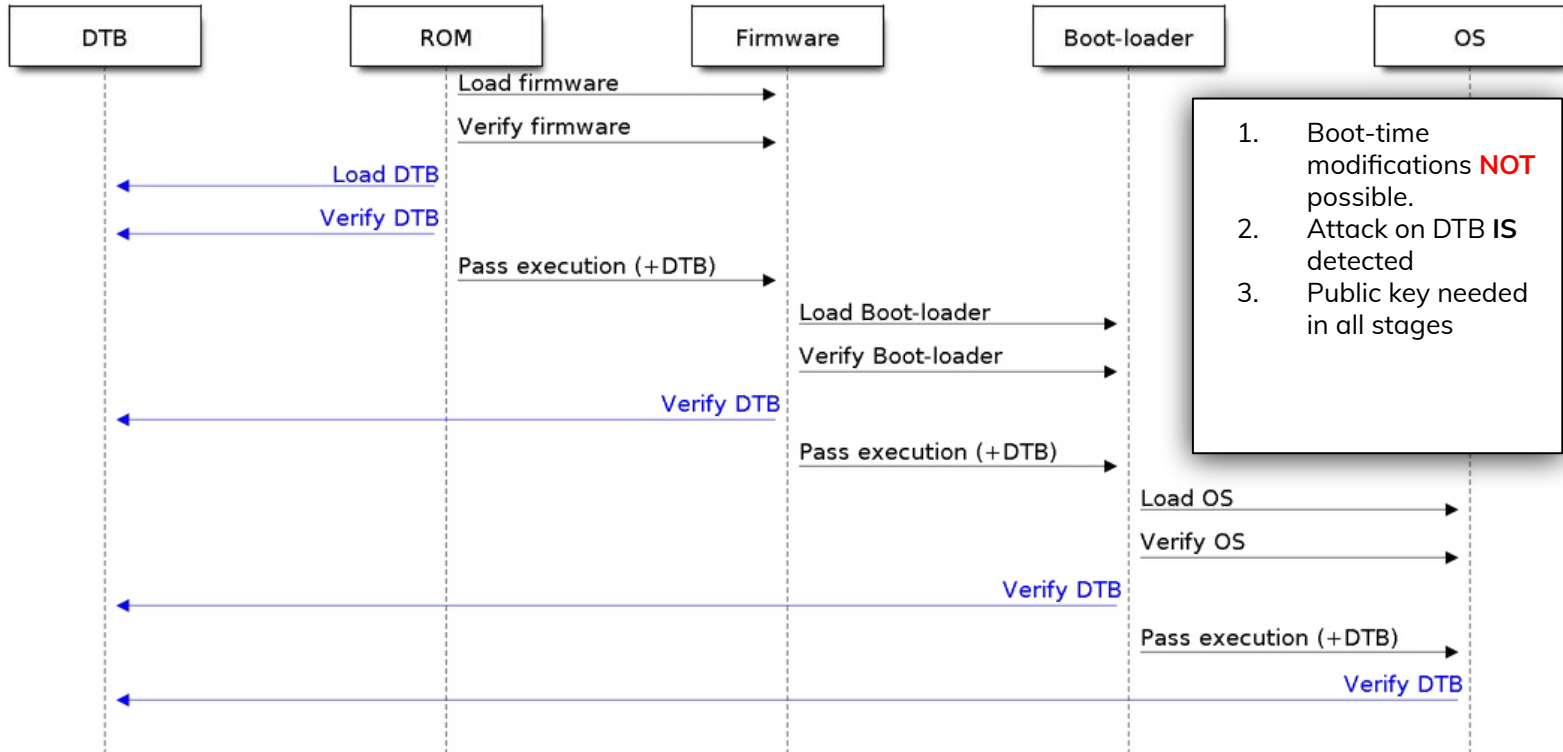 DTB ROM Firmware Boot-loader OS
Load firmware
Verify firmware
Load DTB
Verify DTB
Pass execution (+DTB)
Load Boot-loader
Verify Boot-loader
Verify DTB
Pass execution (+DTB)
Load OS
Verify OS
Verify DTB
Pass execution (+DTB)
Verify DTB
1. Boot-time
modifications NOT
possible.
2. Attack on DTB IS
detected
3. Public key needed
in all stages